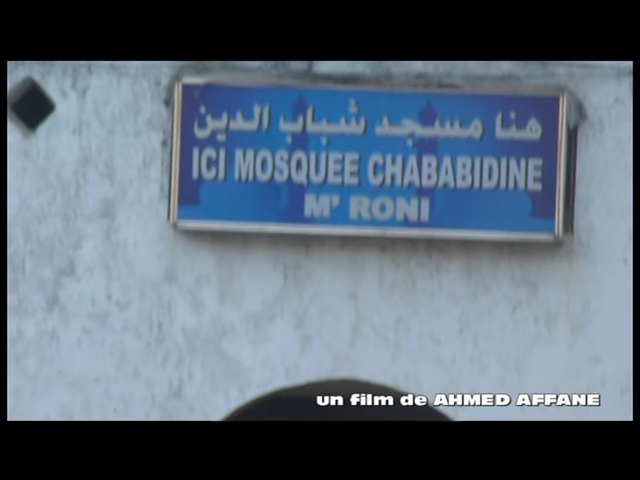 هنا مسجد شباب الدين
ICI MOSQUEE CHABABIDINE
M' RONI
un film de AHMED AFFANE